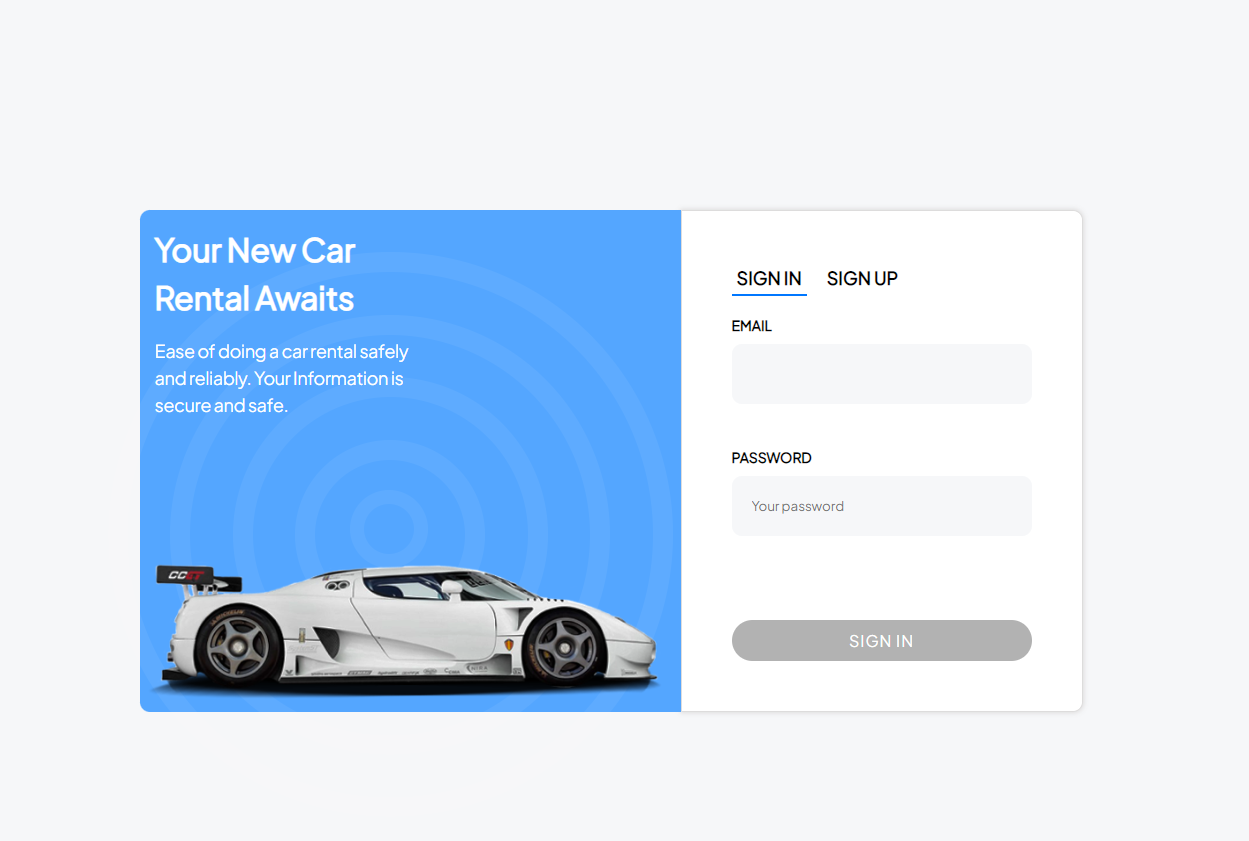 Your New Car
Rental Awaits
Ease of doing a car rental safely
and reliably. Your Information is
secure and safe.
SIGN IN SIGN UP
EMAIL
PASSWORD
Your password
SIGN IN